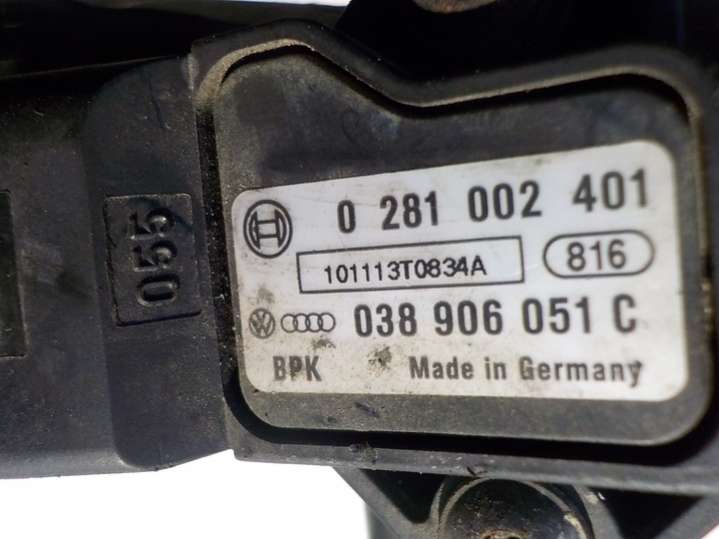 055
0 281 002 401
101113T0834A
816
038 906 051 C
BPK Made in Germany